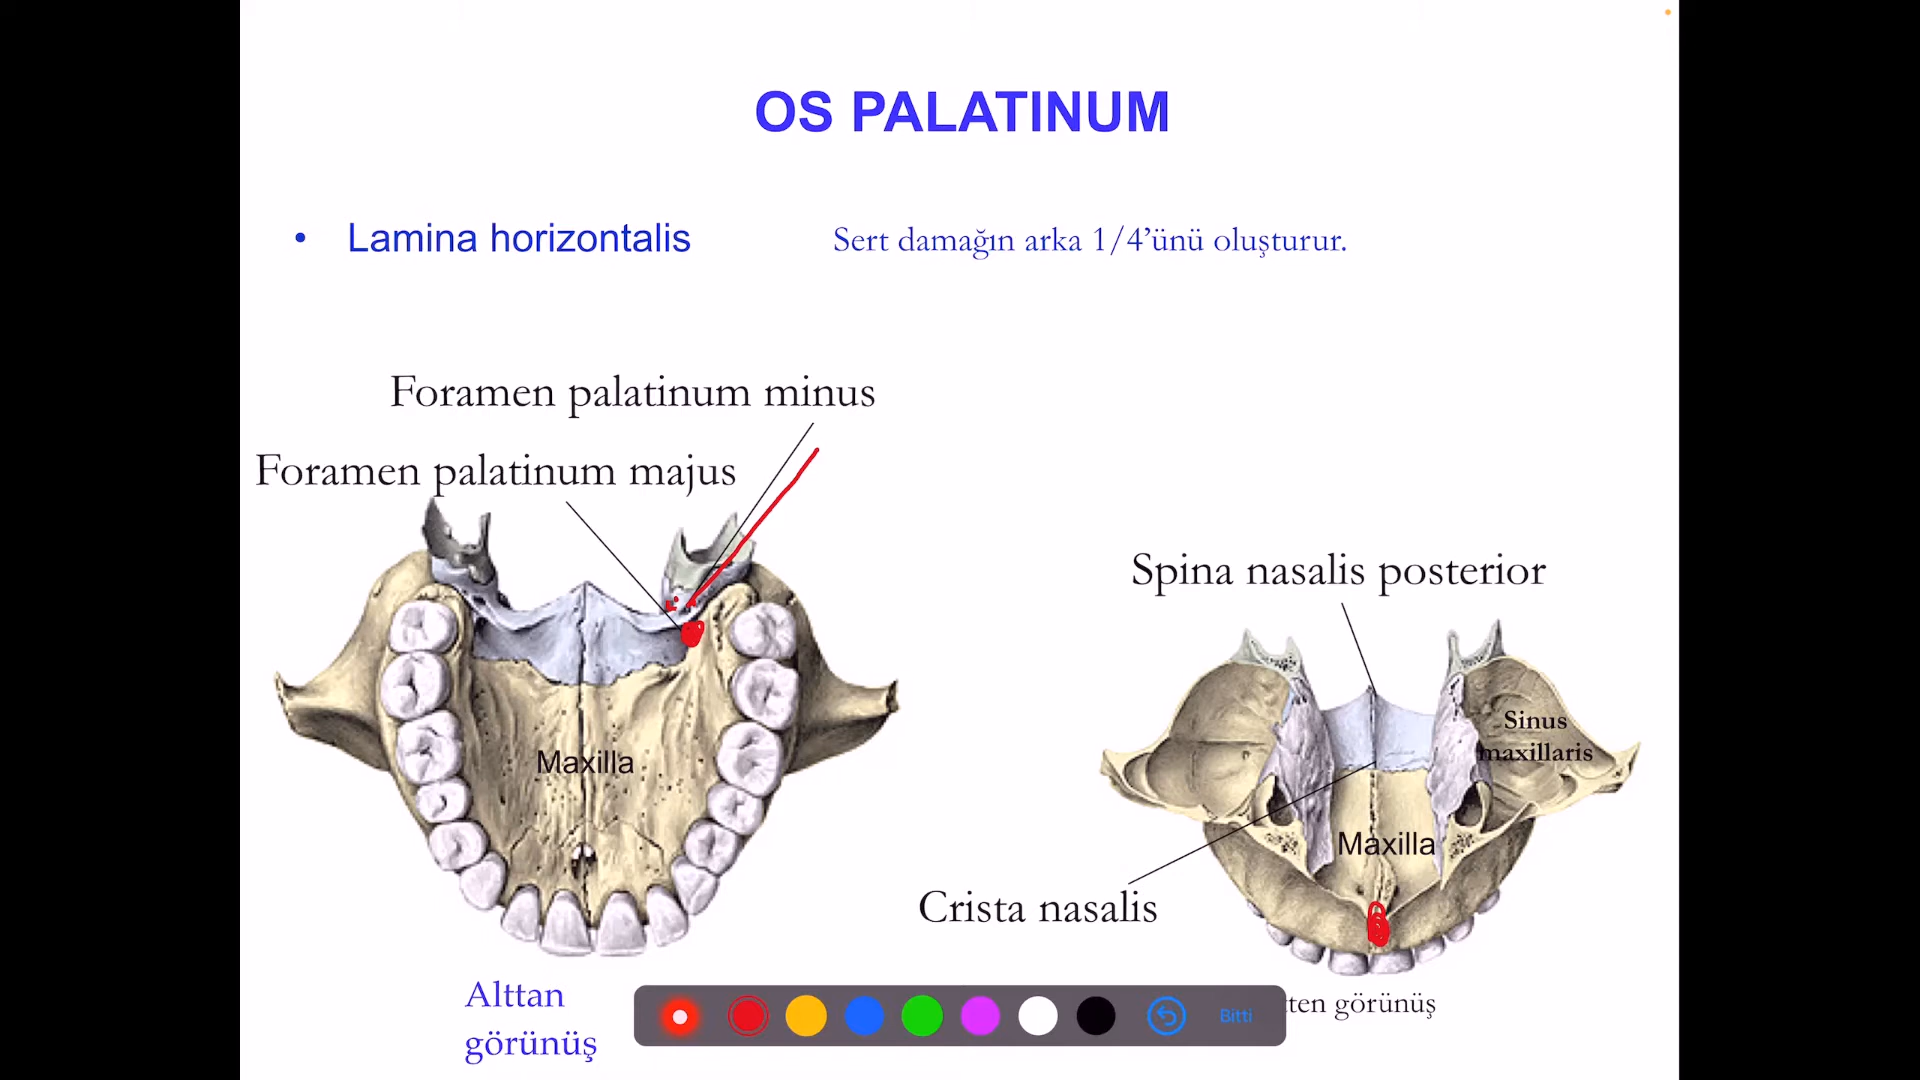 OS PALATINUM
• Lamina horizontalis
Sert damağın arka 1/4’ünü oluşturur.
Foramen palatinum minus
Foramen palatinum majus
Spina nasalis posterior
Sinus
maxillaris
Maxilla
Maxilla
Crista nasalis
Alttan
görünüş
görünüş
Bitti